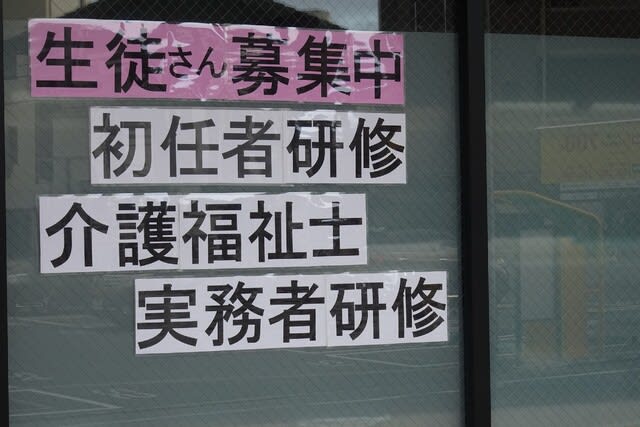 生徒さん募集中
初任者研修
介護福祉士
実務者研修